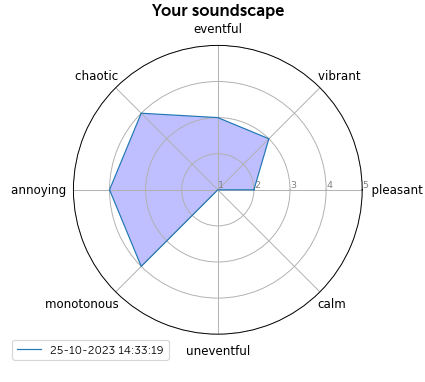 Your soundscape
eventful
chaotic
vibrant
annoying
1 2 3 4 5
pleasant
monotonous
calm
25-10-2023 14:33:19
uneventful